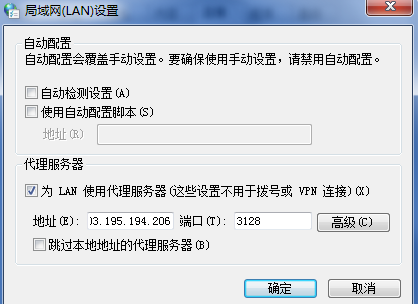 局域网(LAN)设置
自动配置
自动配置会覆盖手动设置。要确保使用手动设置，请禁用自动配置。
自动检测设置(A)
使用自动配置脚本(S)
地址(R)
代理服务器
为 LAN 使用代理服务器(这些设置不用于拨号或 VPN 连接)(X)
地址(E): 3.195.194.206 端口(T): 3128 高级(C)
跳过本地地址的代理服务器(B)
确定 取消